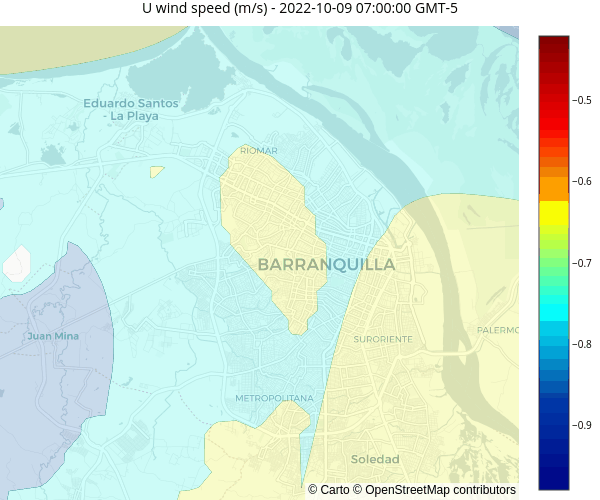 U wind speed (m/s) - 2022-10-09 07:00:00 GMT-5
Eduardo Santos
- La Playa
RIOMAR
BARRANQUILLA
Juan Mina
SURORIENTE
PALERMO
METROPOLITANA
Soledad
© Carto © OpenStreetMap contributors
−0.5
−0.6
−0.7
−0.8
−0.9